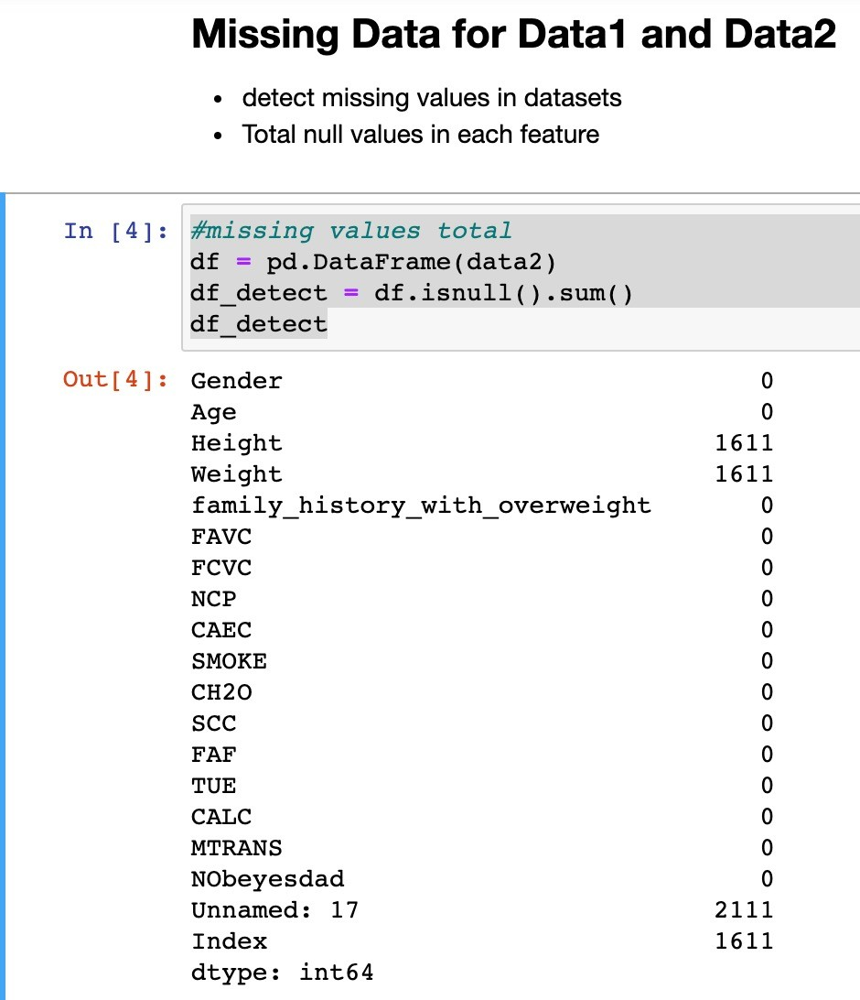 Missing Data for Data1 and Data2
• detect missing values in datasets
• Total null values in each feature
In [4]: #missing values total
df = pd.DataFrame(data2)
df_detect = df.isnull().sum()
df_detect
Out[4]: Gender 0
Age 0
Height 1611
Weight 1611
family_history_with_overweight 0
FAVC 0
FCVC 0
NCP 0
CAEC 0
SMOKE 0
CH2O 0
SCC 0
FAF 0
TUE 0
CALC 0
MTRANS 0
NObeyesdad 0
Unnamed: 17 2111
Index 1611
dtype: int64